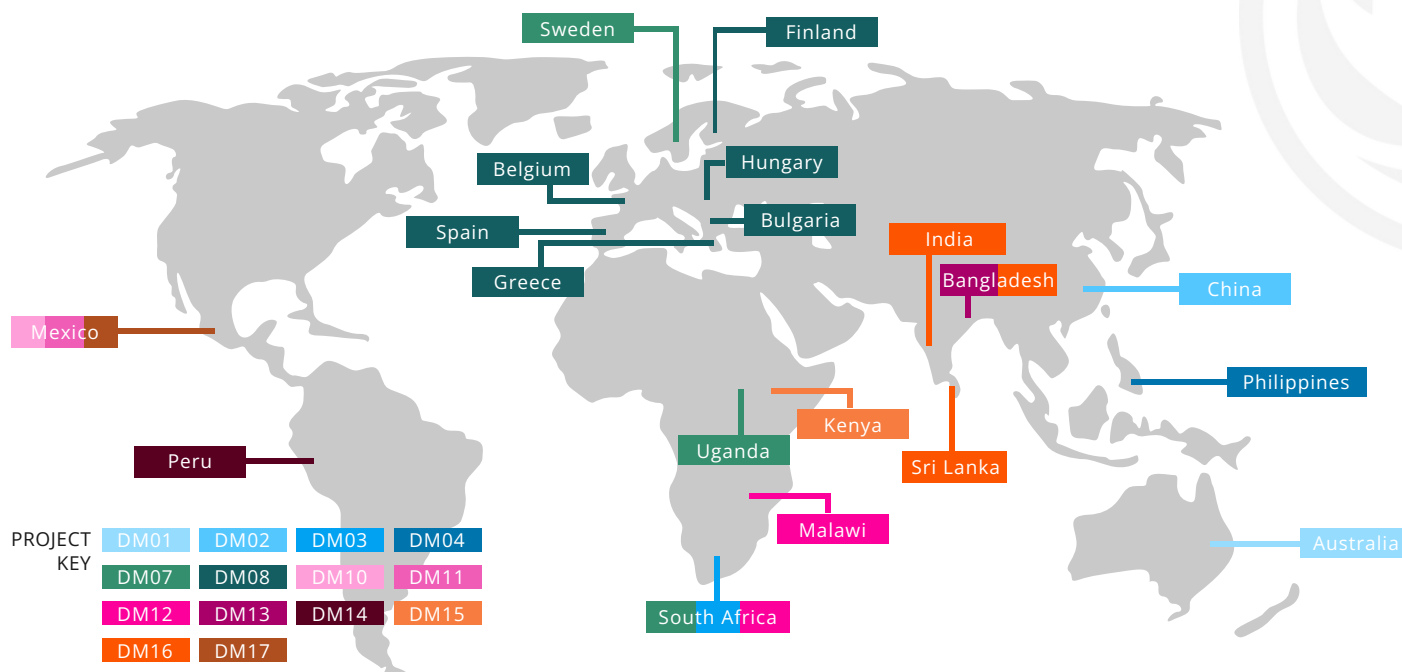 Sweden
Finland
Belgium
Hungary
Spain
Bulgaria
India
Greece
Bangladesh
China
Mexico
Philippines
Kenya
Uganda
Peru
Sri Lanka
Malawi
Australia
South Africa
PROJECT KEY
DM01 DM02 DM03 DM04
DM07 DM08 DM10 DM11
DM12 DM13 DM14 DM15
DM16 DM17